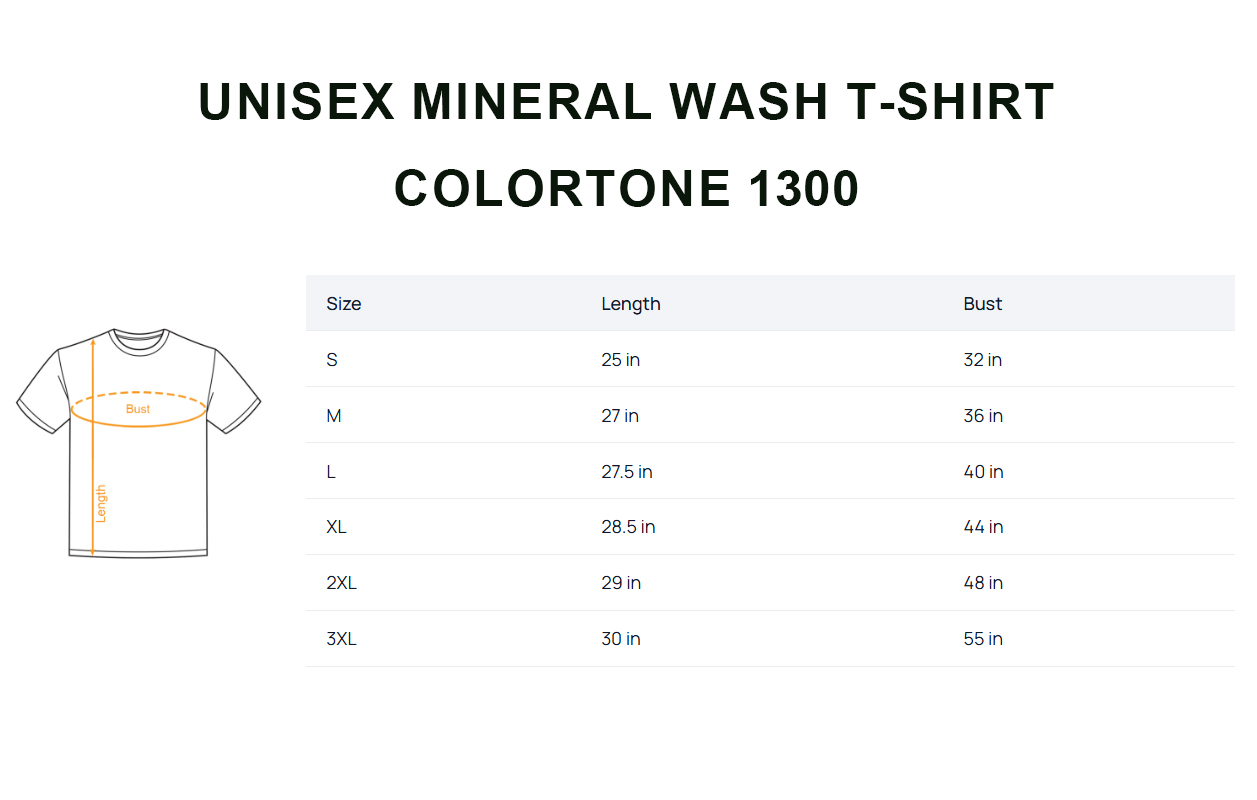 UNISEX MINERAL WASH T-SHIRT
COLORTONE 1300
Size Length Bust
S 25 in 32 in
M 27 in 36 in
L 27.5 in 40 in
XL 28.5 in 44 in
2XL 29 in 48 in
3XL 30 in 55 in
Bust
Length